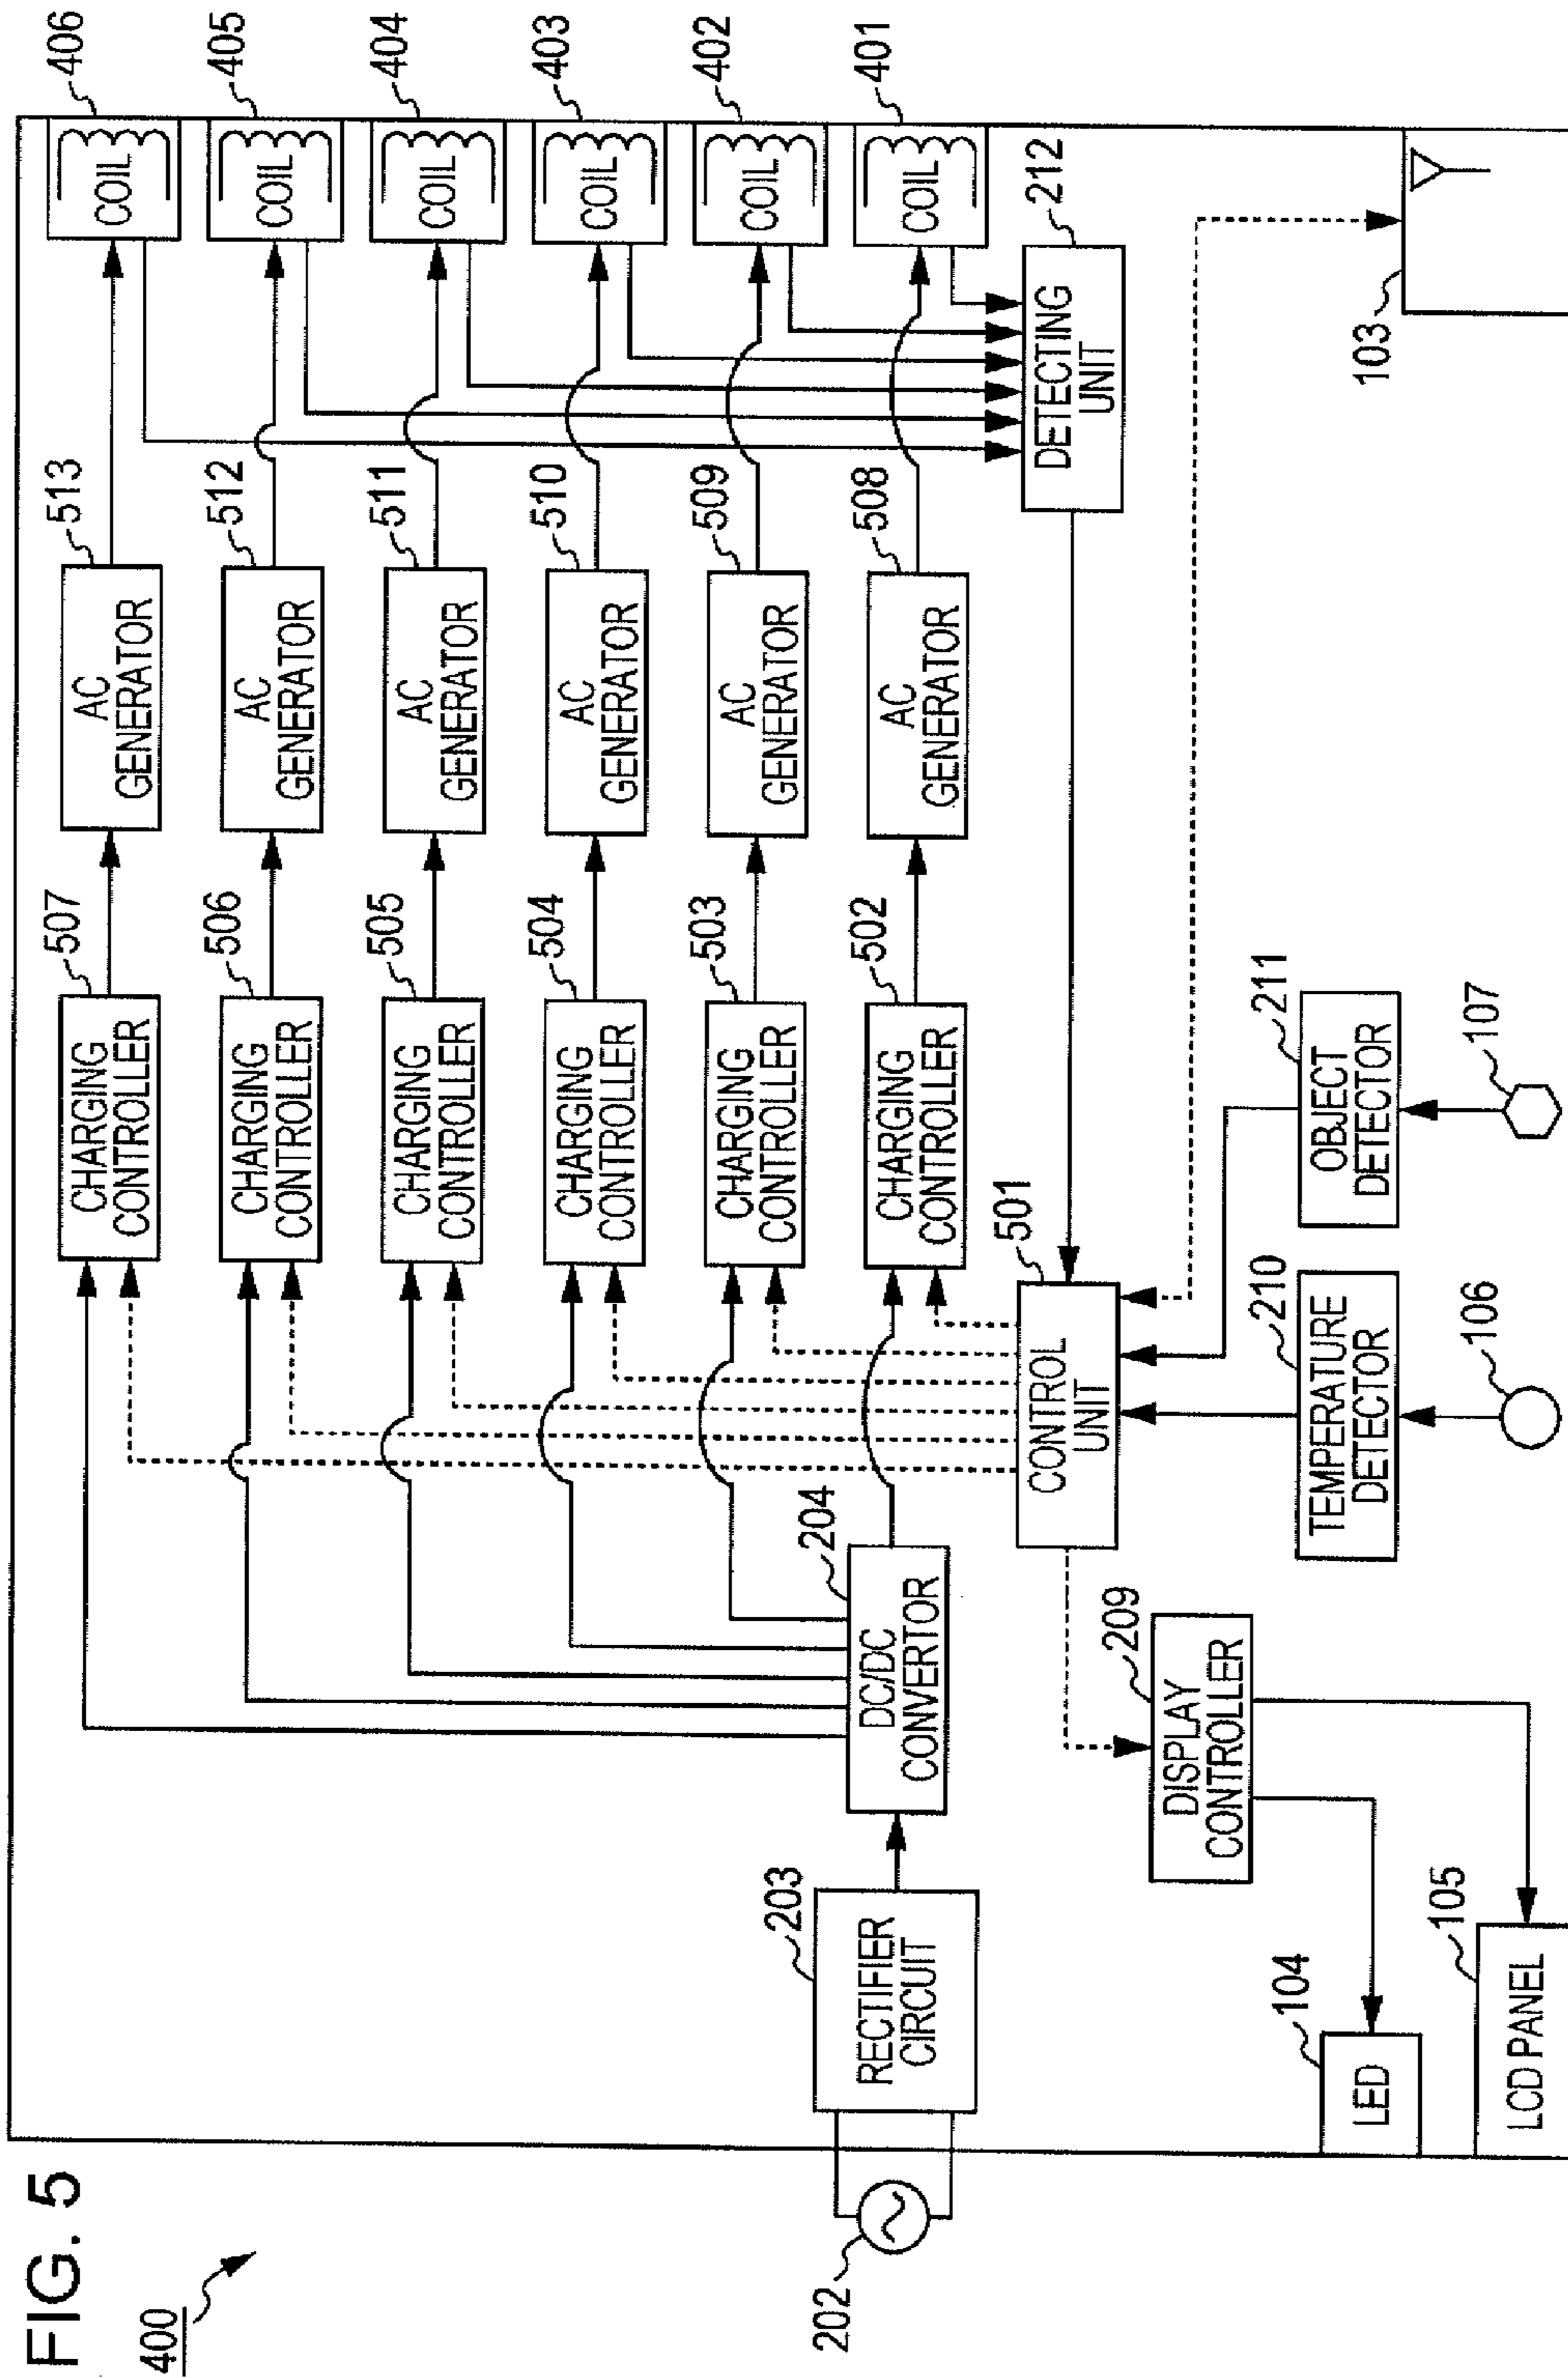 FIG. 5
400
406
COIL
513
AC
GENERATOR
507
CHARGING
CONTROLLER
405
COIL
512
AC
GENERATOR
506
CHARGING
CONTROLLER
404
COIL
511
AC
GENERATOR
505
CHARGING
CONTROLLER
403
COIL
510
AC
GENERATOR
504
CHARGING
CONTROLLER
402
COIL
509
AC
GENERATOR
503
CHARGING
CONTROLLER
401
COIL
508
AC
GENERATOR
502
CHARGING
CONTROLLER
202
203
RECTIFIER
CIRCUIT
204
DC/DC
CONVERTOR
501
CONTROL
UNIT
212
DETECTING
UNIT
209
DISPLAY
CONTROLLER
104
LED
105
LCD PANEL
210
TEMPERATURE
DETECTOR
106
211
OBJECT
DETECTOR
107
103